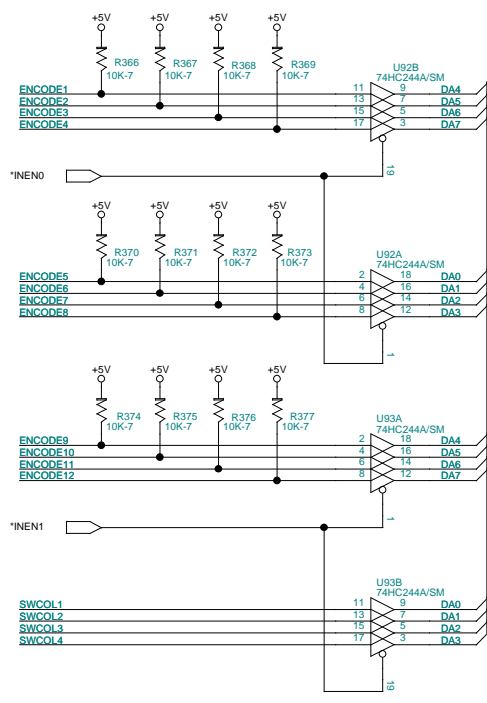 +5V +5V +5V +5V
R366 10K-7
R367 10K-7
R368 10K-7
R369 10K-7
U92B
74HC244A/SM
ENCODE1 11 9 DA4
ENCODE2 13 7 DA5
ENCODE3 15 5 DA6
ENCODE4 17 3 DA7
19
*INEN0
+5V +5V +5V +5V
R370 10K-7
R371 10K-7
R372 10K-7
R373 10K-7
U92A
74HC244A/SM
ENCODE5 2 18 DA0
ENCODE6 4 16 DA1
ENCODE7 6 14 DA2
ENCODE8 8 12 DA3
1
+5V +5V +5V +5V
R374 10K-7
R375 10K-7
R376 10K-7
R377 10K-7
U93A
74HC244A/SM
ENCODE9 2 18 DA4
ENCODE10 4 16 DA5
ENCODE11 6 14 DA6
ENCODE12 8 12 DA7
1
*INEN1
U93B
74HC244A/SM
SWCOL1 11 9 DA0
SWCOL2 13 7 DA1
SWCOL3 15 5 DA2
SWCOL4 17 3 DA3
19